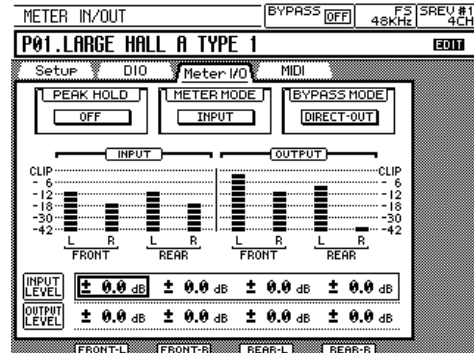 METER IN/OUT BYPASS OFF FS 48KHz SREV#1 4CH
P01.LARGE HALL A TYPE 1 EDIT
Setup DIO Meter I/O MIDI
PEAK HOLD METER MODE BYPASS MODE
OFF INPUT DIRECT-OUT
INPUT OUTPUT
CLIP CLIP
- 6 - 6
-12 -12
-18 -18
-30 -30
-42 -42
L R L R L R L R
FRONT REAR FRONT REAR
INPUT LEVEL ± 0.0 dB ± 0.0 dB ± 0.0 dB ± 0.0 dB
OUTPUT LEVEL ± 0.0 dB ± 0.0 dB ± 0.0 dB ± 0.0 dB
FRONT-L FRONT-R REAR-L REAR-R